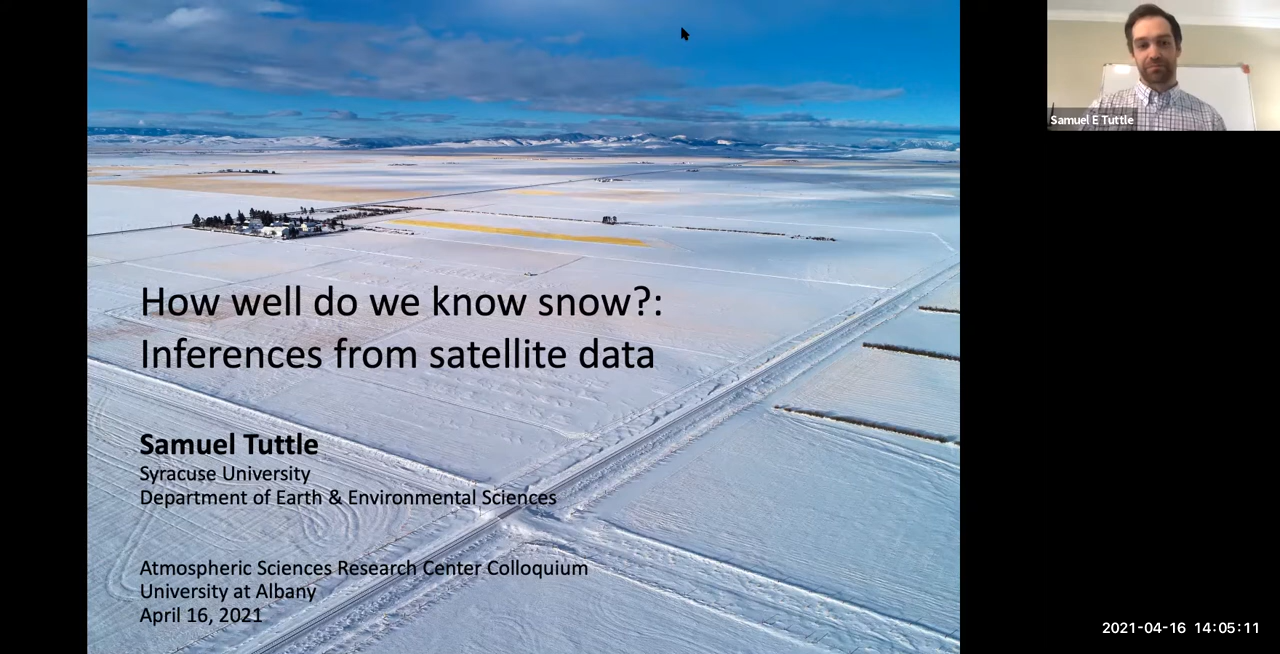 How well do we know snow?:
Inferences from satellite data
Samuel Tuttle
Syracuse University
Department of Earth & Environmental Sciences
Atmospheric Sciences Research Center Colloquium
University at Albany
April 16, 2021
Samuel E Tuttle
2021-04-16 14:05:11